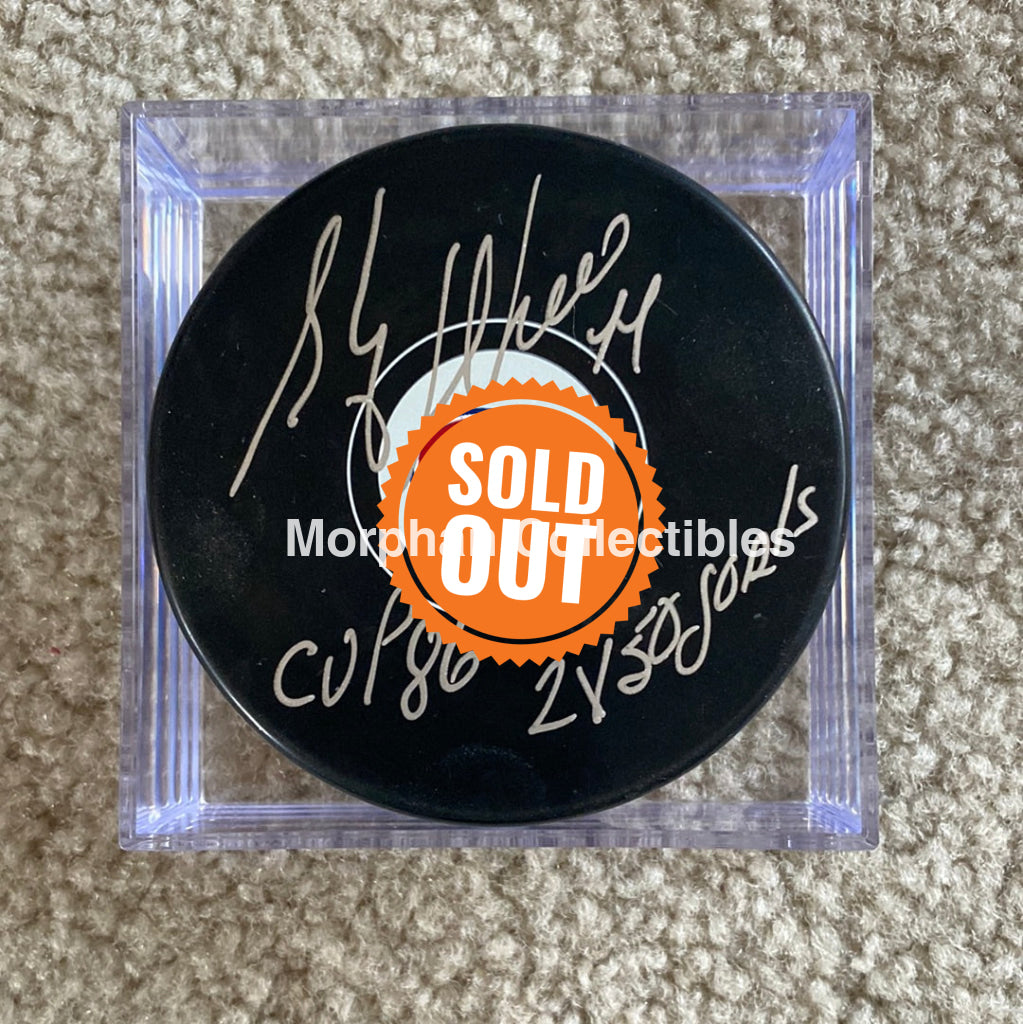 SOLD
OUT
Morphan Collectibles
CUP 86
2X50 goals